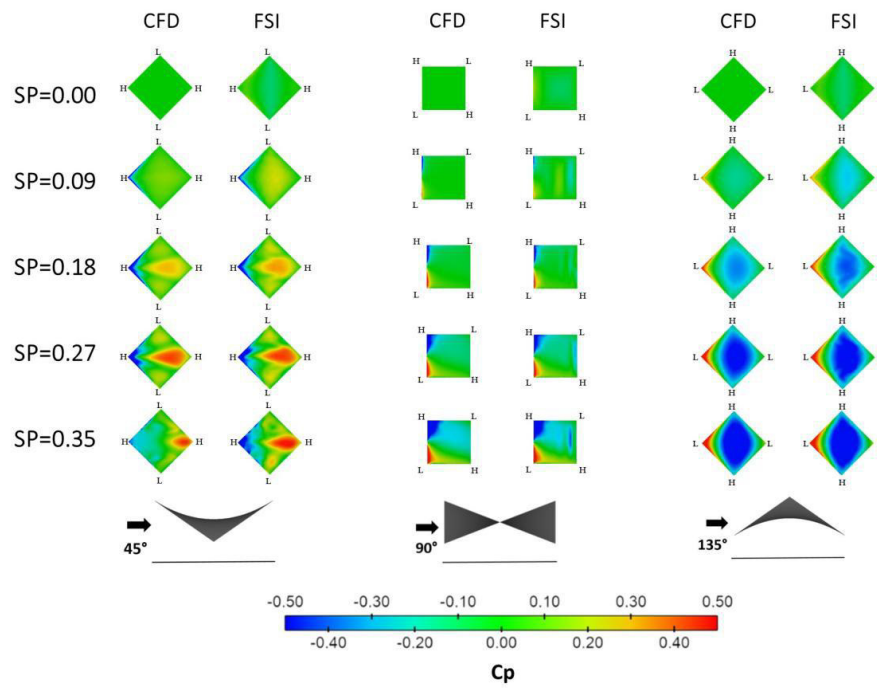 CFD FSI CFD FSI CFD FSI
L L H L H L H H
SP=0.00
H H H L L L L
L L L H L H H H
L L H L H L H H
SP=0.09
H H H L L L L
L L L H L H H H
L L H L H L H H
SP=0.18
H H H L L L L
L L L H L H H H
L L H L H L H H
SP=0.27
H H H L L L L
L L L H L H H H
L L H L H L H H
SP=0.35
H H H L L L L
L L L H L H H H
45° 90° 135°
-0.50 -0.30 -0.10 0.10 0.30 0.50
-0.40 -0.20 0.00 0.20 0.40
Cp